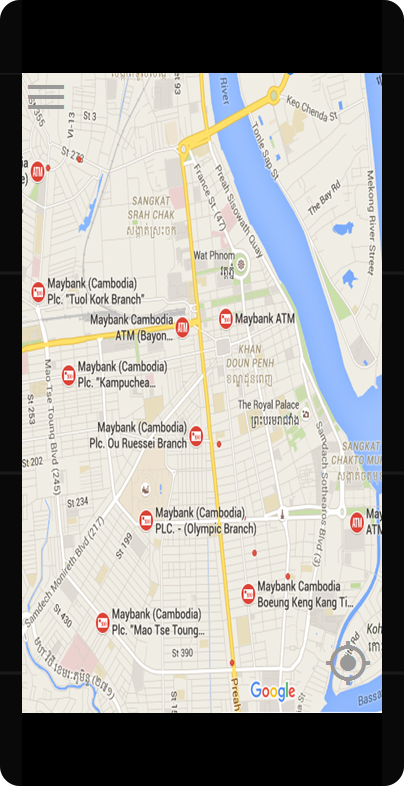 et 93
St 355
VI-13
St 3
River
Keo Chenda St
Tonle Sap St
ATM
SANGKAT
SRAH CHAK
សង្កាត់ស្រះចក
France St. (47)
Preah Sisowath Quay
The Bay Rd
Mekong River Street
Wat Phnom
វត្តភ្នំ
Maybank (Cambodia)
Plc. "Tuol Kork Branch"
Maybank Cambodia
ATM (Bayon...
ATM
Maybank ATM
KHAN
DOUN PENH
ខណ្ឌដូនពេញ
Maybank (Cambodia)
Plc. "Kampuchea...
Mao Tse Toung Blvd (245)
St 253
The Royal Palace
ព្រះបរមរាជវាំង
Maybank (Cambodia)
Plc. Ou Ruessei Branch
Samdach Sothearos Blvd (3)
SANGKAT
CHAKTO MU
St 202
St 234
Maybank (Cambodia)
PLC. - (Olympic Branch)
ATM
May
ATM
St 199
Samdech Monireth Blvd (217)
Maybank Cambodia
Boeung Keng Kang Ti...
Maybank (Cambodia)
Plc. "Mao Tse Toung...
St 430
St 390
Koh
Preah
Google
Bassa